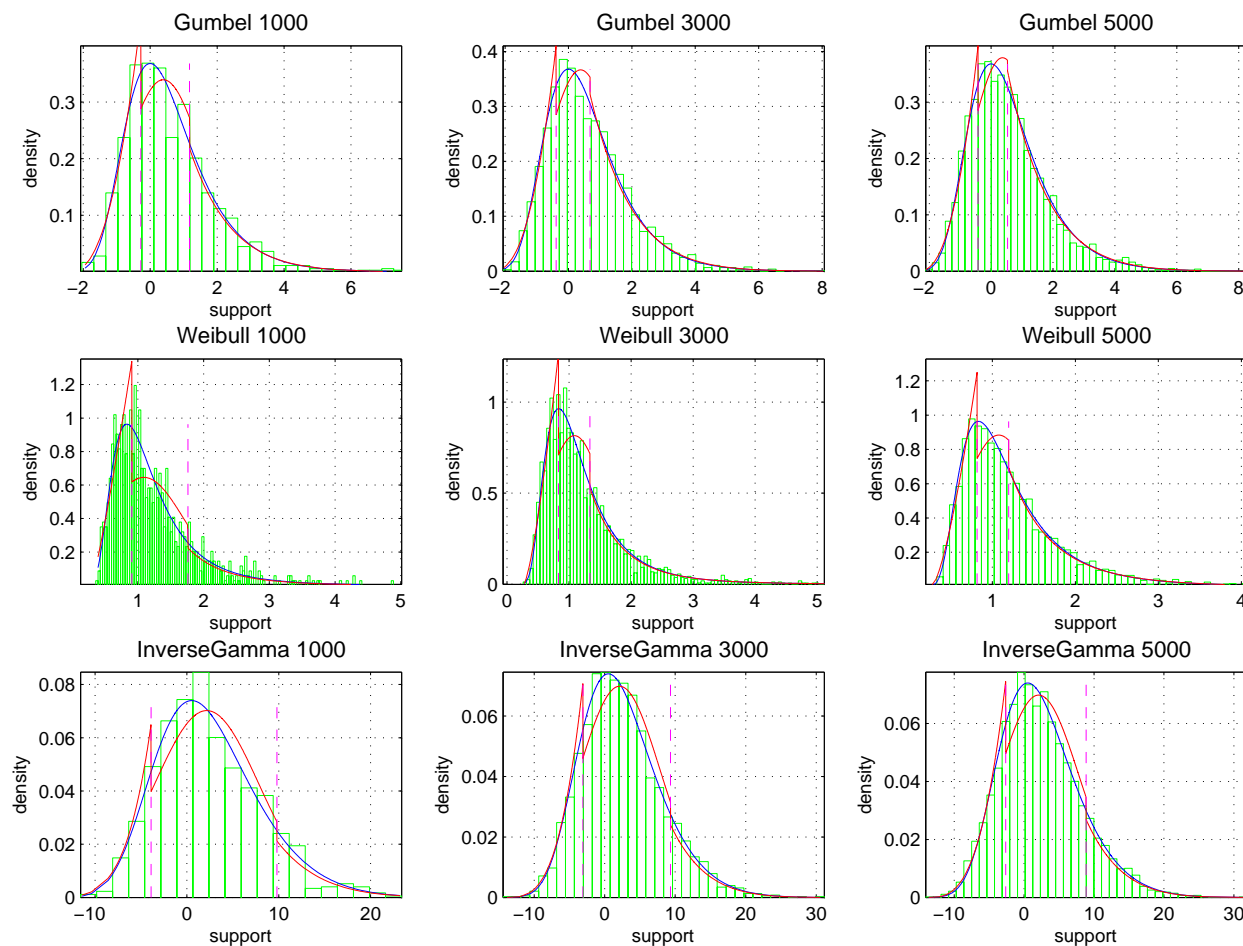 Gumbel 1000
Gumbel 3000
Gumbel 5000
density
0.3
0.2
0.1
0
−2 0 2 4 6
support
density
0.4
0.3
0.2
0.1
0
−2 0 2 4 6 8
support
density
0.3
0.2
0.1
0
−2 0 2 4 6 8
support
Weibull 1000
Weibull 3000
Weibull 5000
density
1.2
1
0.8
0.6
0.4
0.2
1 2 3 4 5
support
density
1
0.5
0
0 1 2 3 4 5
support
density
1.2
1
0.8
0.6
0.4
0.2
1 2 3 4
support
InverseGamma 1000
InverseGamma 3000
InverseGamma 5000
density
0.08
0.06
0.04
0.02
0
−10 0 10 20
support
density
0.06
0.04
0.02
0
−10 0 10 20 30
support
density
0.06
0.04
0.02
0
−10 0 10 20 30
support